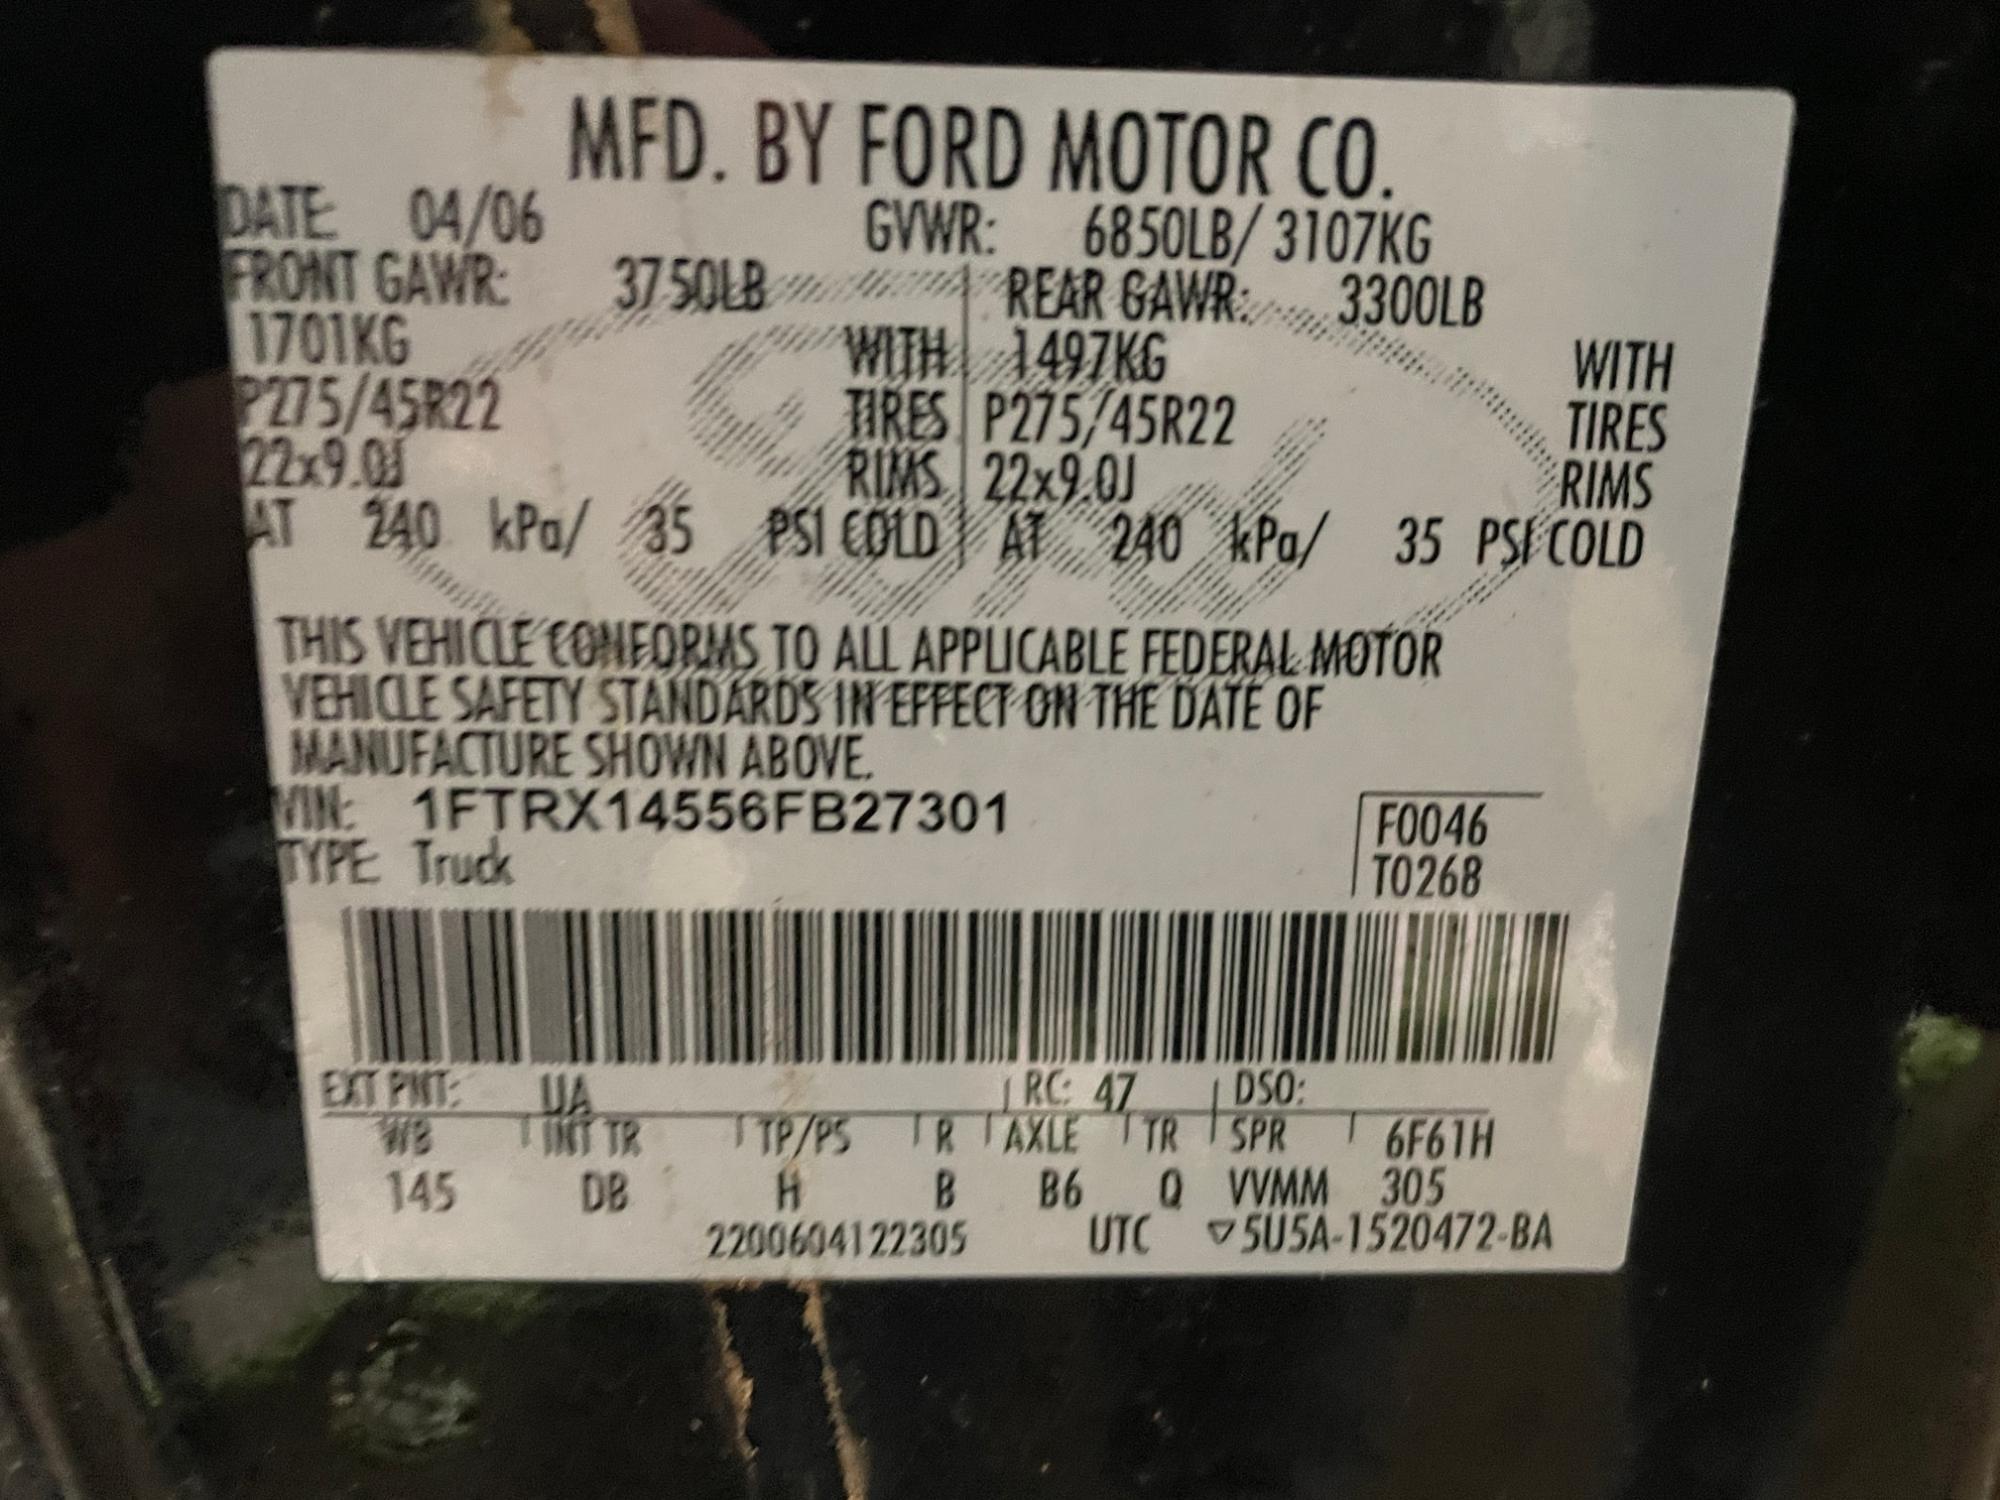 MFD. BY FORD MOTOR CO.
DATE: 04/06 GVWR: 6850LB/ 3107KG
FRONT GAWR: 3750LB REAR GAWR: 3300LB
1701KG WITH 1497KG WITH
P275/45R22 TIRES P275/45R22 TIRES
22x9.0J RIMS 22x9.0J RIMS
AT 240 kPa/ 35 PSI COLD AT 240 kPa/ 35 PSI COLD
Ford
THIS VEHICLE CONFORMS TO ALL APPLICABLE FEDERAL MOTOR
VEHICLE SAFETY STANDARDS IN EFFECT ON THE DATE OF
MANUFACTURE SHOWN ABOVE.
VIN: 1FTRX14556FB27301 F0046
TYPE: Truck T0268
EXT PNT: UA RC: 47 DSO:
WB INT TR TP/PS R AXLE TR SPR 6F61H
145 DB H B B6 Q VVMM 305
2200604122305 UTC ▽5U5A-1520472-BA